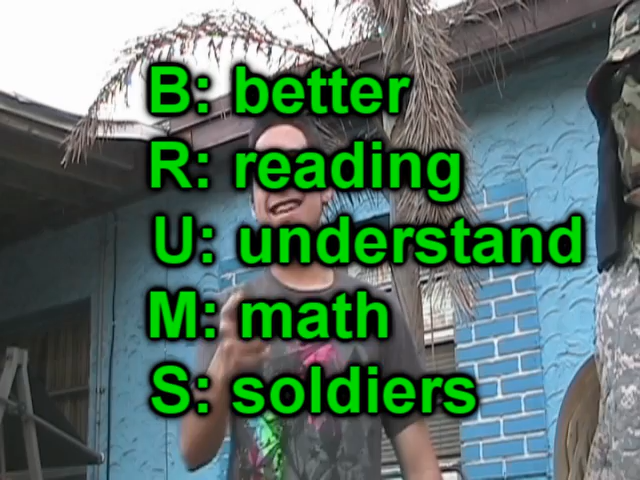 B: better
R: reading
U: understand
M: math
S: soldiers